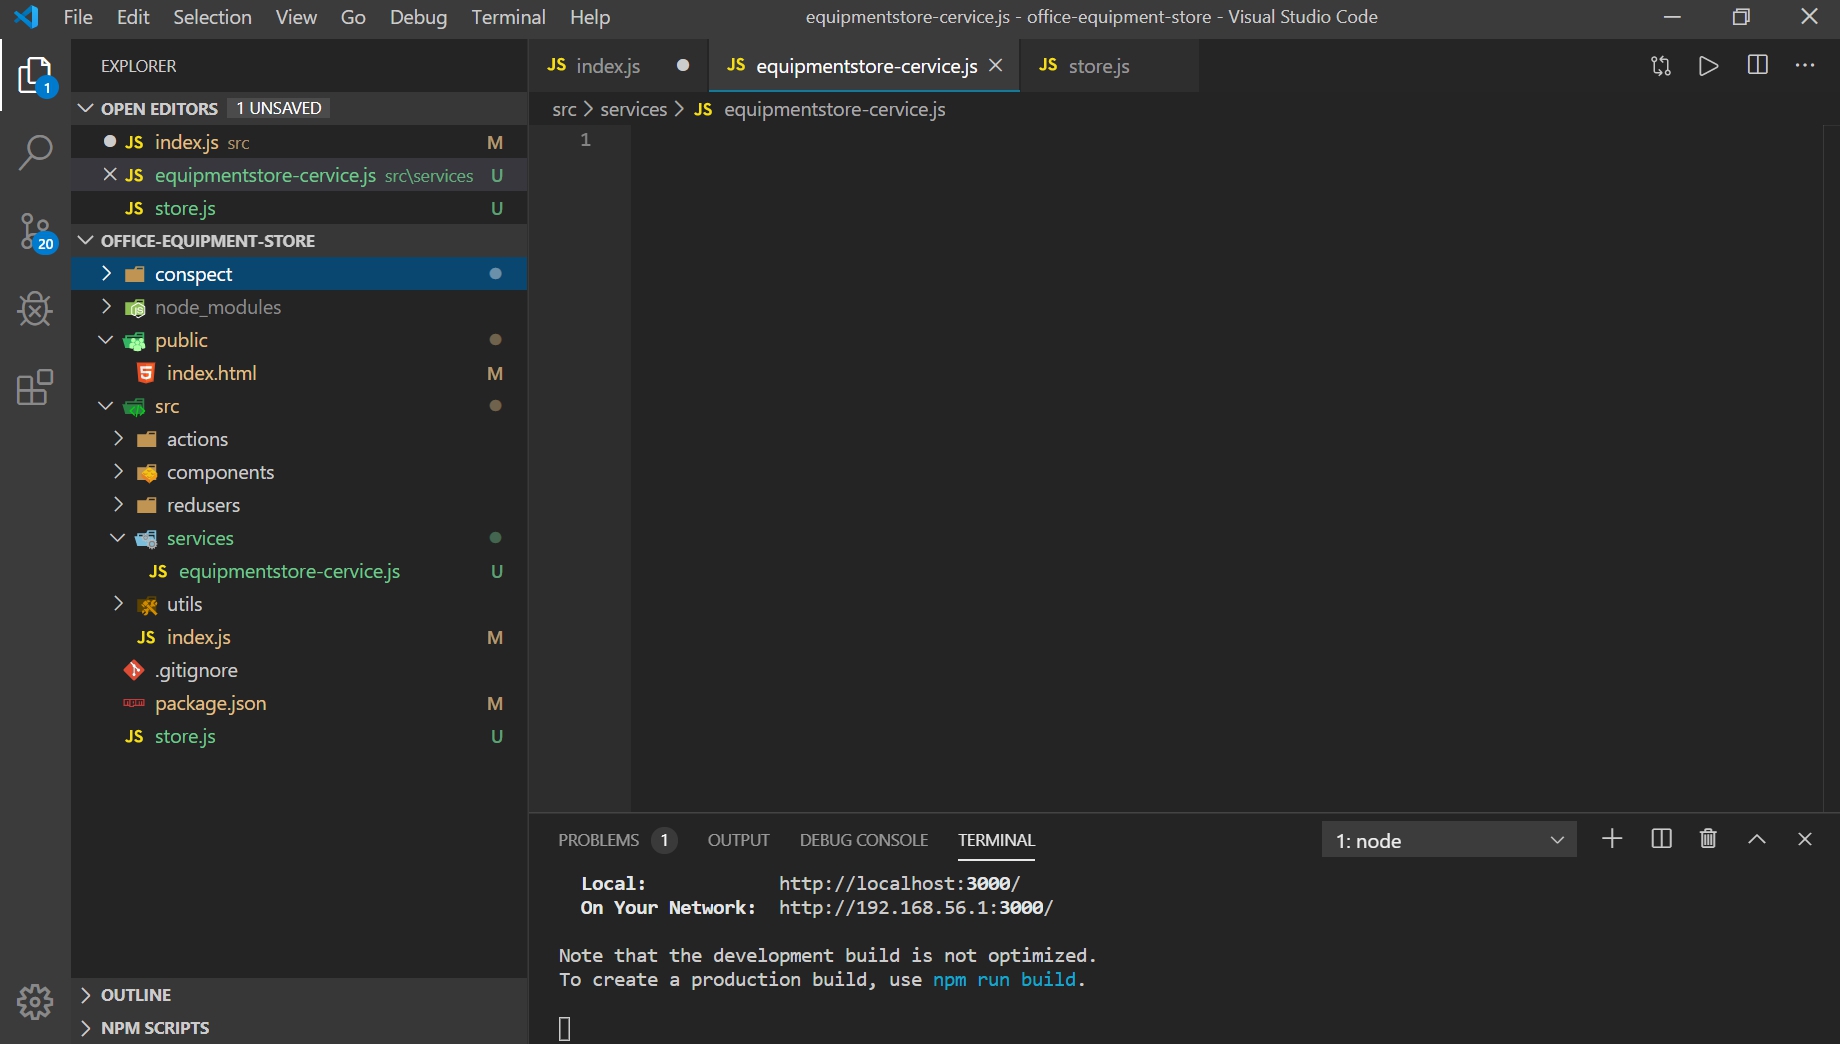 File Edit Selection View Go Debug Terminal Help equipmentstore-cervice.js - office-equipment-store - Visual Studio Code
EXPLORER
1
OPEN EDITORS 1 UNSAVED
JS index.js src M
JS equipmentstore-cervice.js src\services U
JS store.js U
20
OFFICE-EQUIPMENT-STORE
conspect
node_modules
public
index.html M
src
actions
components
redusers
services
JS equipmentstore-cervice.js U
utils
JS index.js M
.gitignore
package.json M
JS store.js U
OUTLINE
NPM SCRIPTS
JS index.js JS equipmentstore-cervice.js JS store.js
src > services > JS equipmentstore-cervice.js
1
PROBLEMS 1 OUTPUT DEBUG CONSOLE TERMINAL 1: node
Local: http://localhost:3000/
On Your Network: http://192.168.56.1:3000/
Note that the development build is not optimized.
To create a production build, use npm run build.